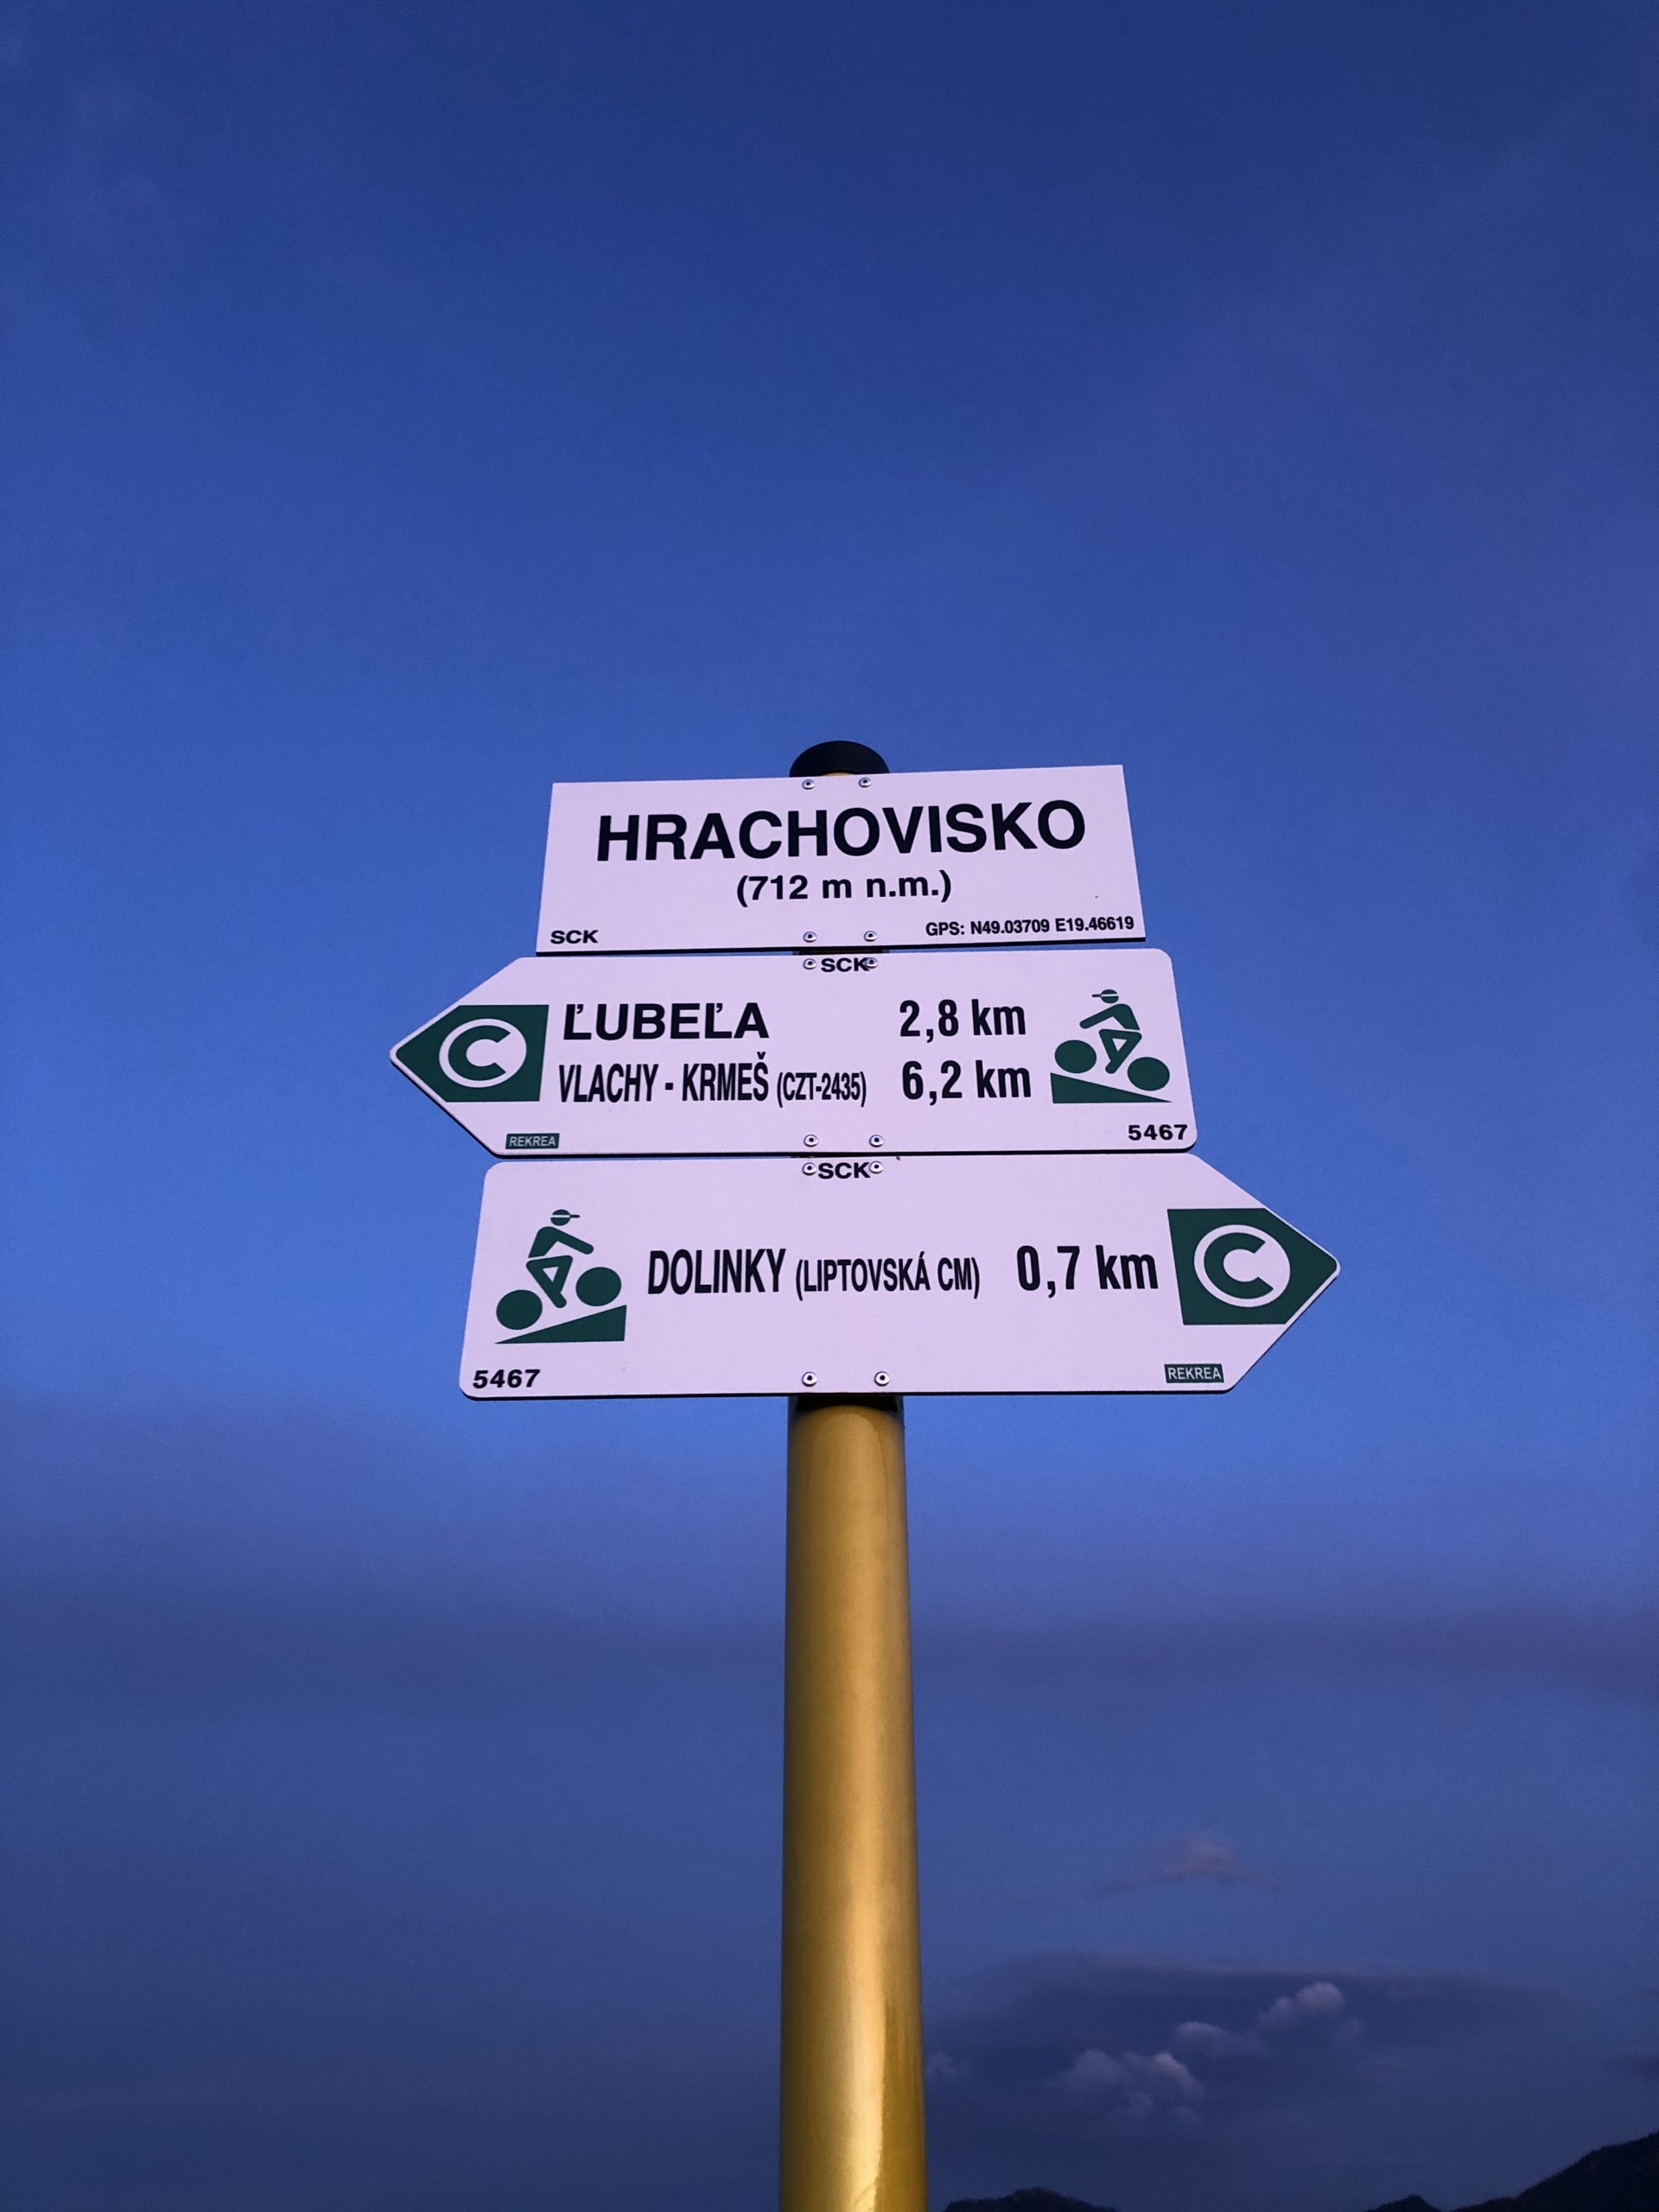 HRACHOVISKO
(712 m n.m.)
SCK GPS: N49.03709 E19.46619
SCK
C ĽUBEĽA 2,8 km
VLACHY - KRMEŠ (CZT-2435) 6,2 km
REKREA 5467
SCK
DOLINKY (LIPTOVSKÁ CM) 0,7 km C
5467 REKREA